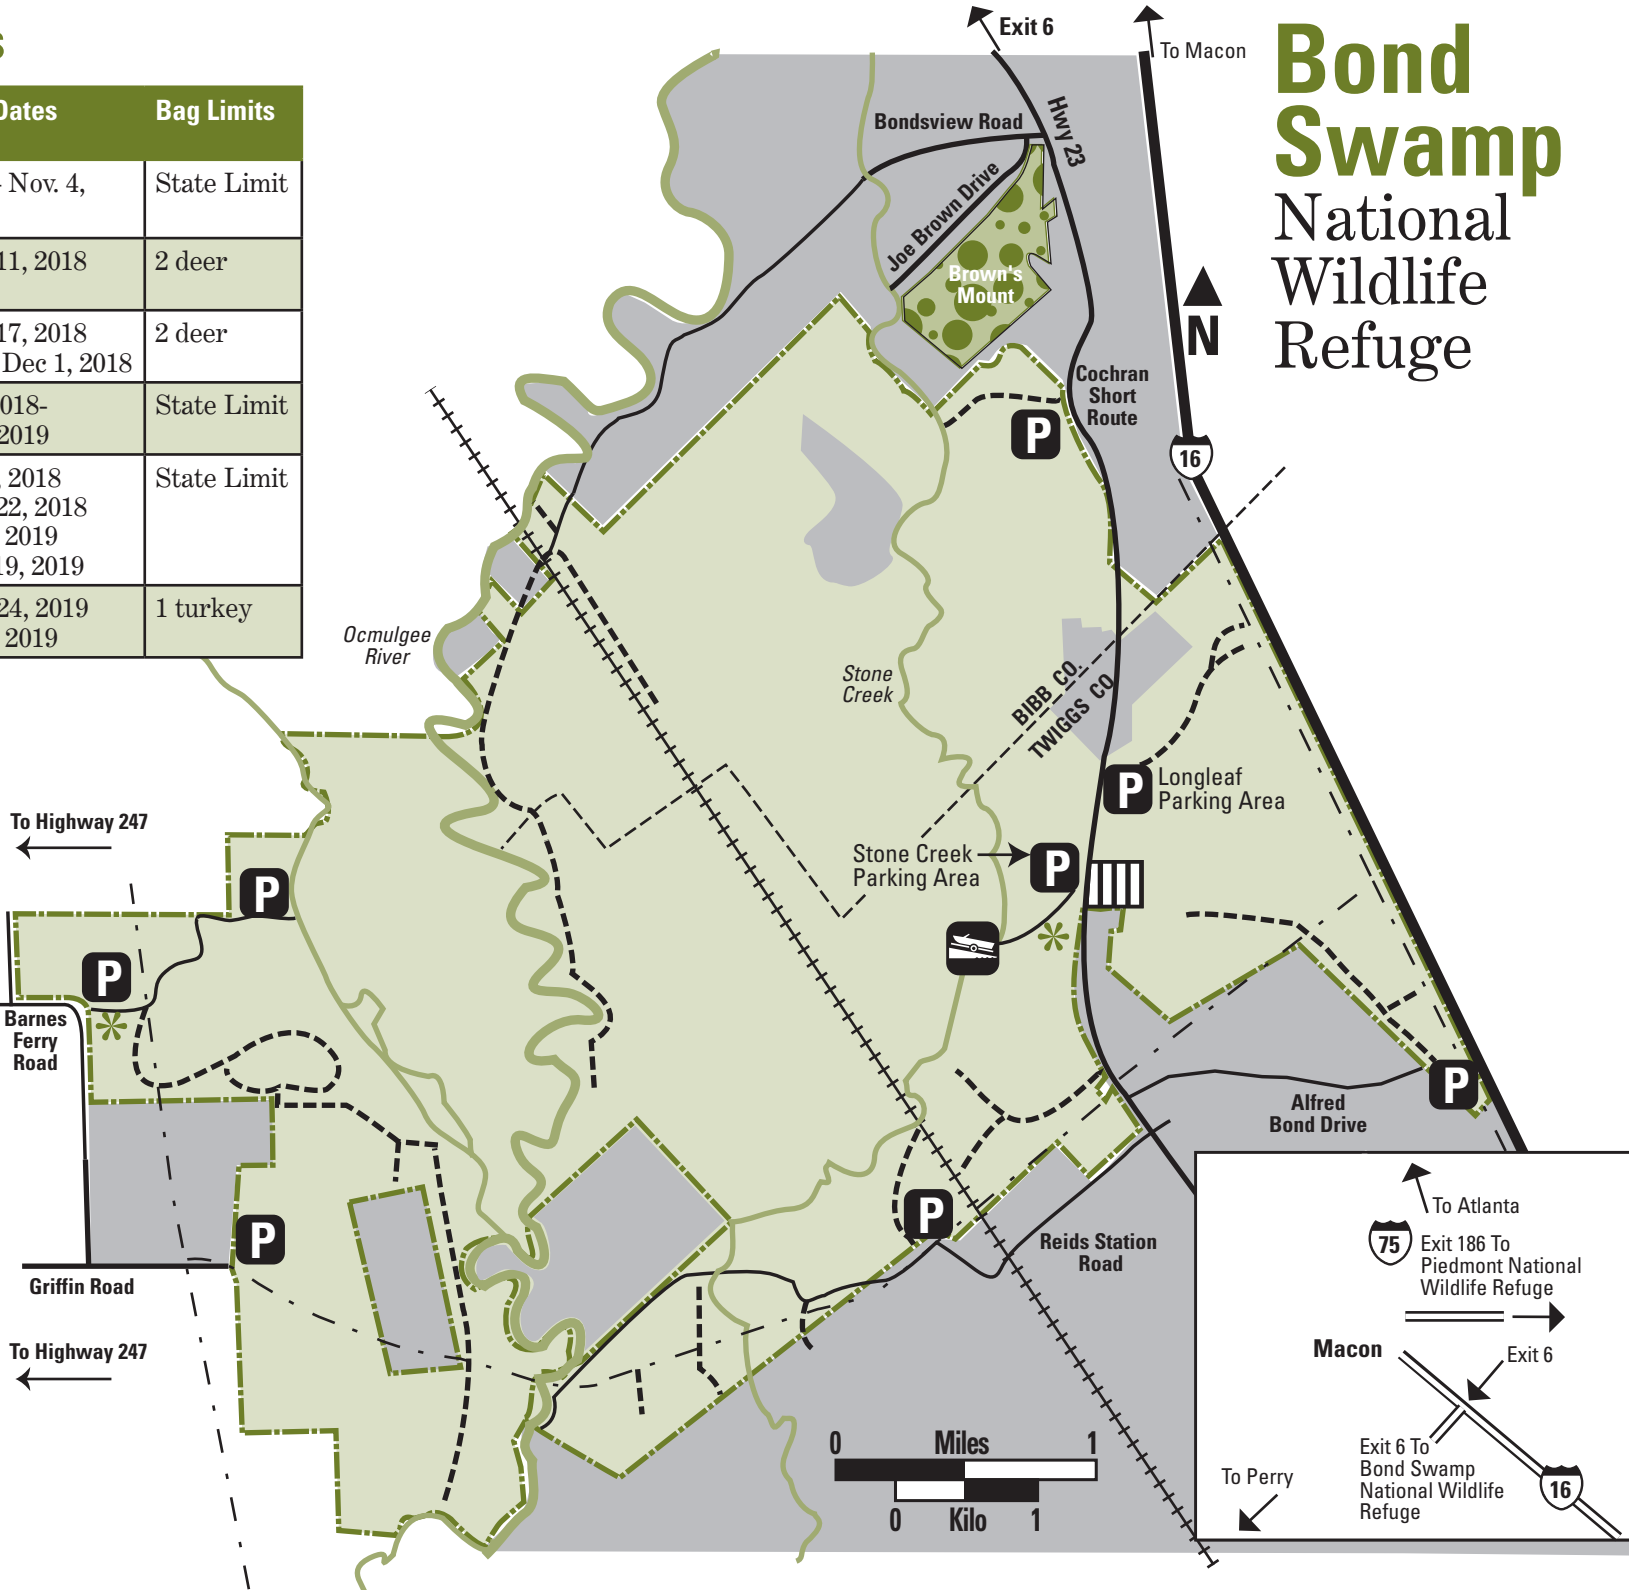 s
Dates Bag Limits
- Nov. 4, State Limit
11, 2018 2 deer
17, 2018 2 deer
Dec 1, 2018
018- State Limit
2019
, 2018 State Limit
22, 2018
2019
19, 2019
24, 2019 1 turkey
2019
Bond
Swamp
National
Wildlife
Refuge
Exit 6
To Macon
Hwy 23
Bondsview Road
Joe Brown Drive
Brown's
Mount
N
Cochran
Short
Route
P
16
Ocmulgee
River
Stone
Creek
BIBB CO.
TWIGGS CO
P
Longleaf
Parking Area
Stone Creek
Parking Area
P
To Highway 247
P
P
Barnes
Ferry
Road
P
Alfred
Bond Drive
P
Reids Station
Road
P
Griffin Road
To Highway 247
0 Miles 1
0 Kilo 1
To Atlanta
75
Exit 186 To
Piedmont National
Wildlife Refuge
Macon
Exit 6
Exit 6 To
Bond Swamp
National Wildlife
Refuge
16
To Perry